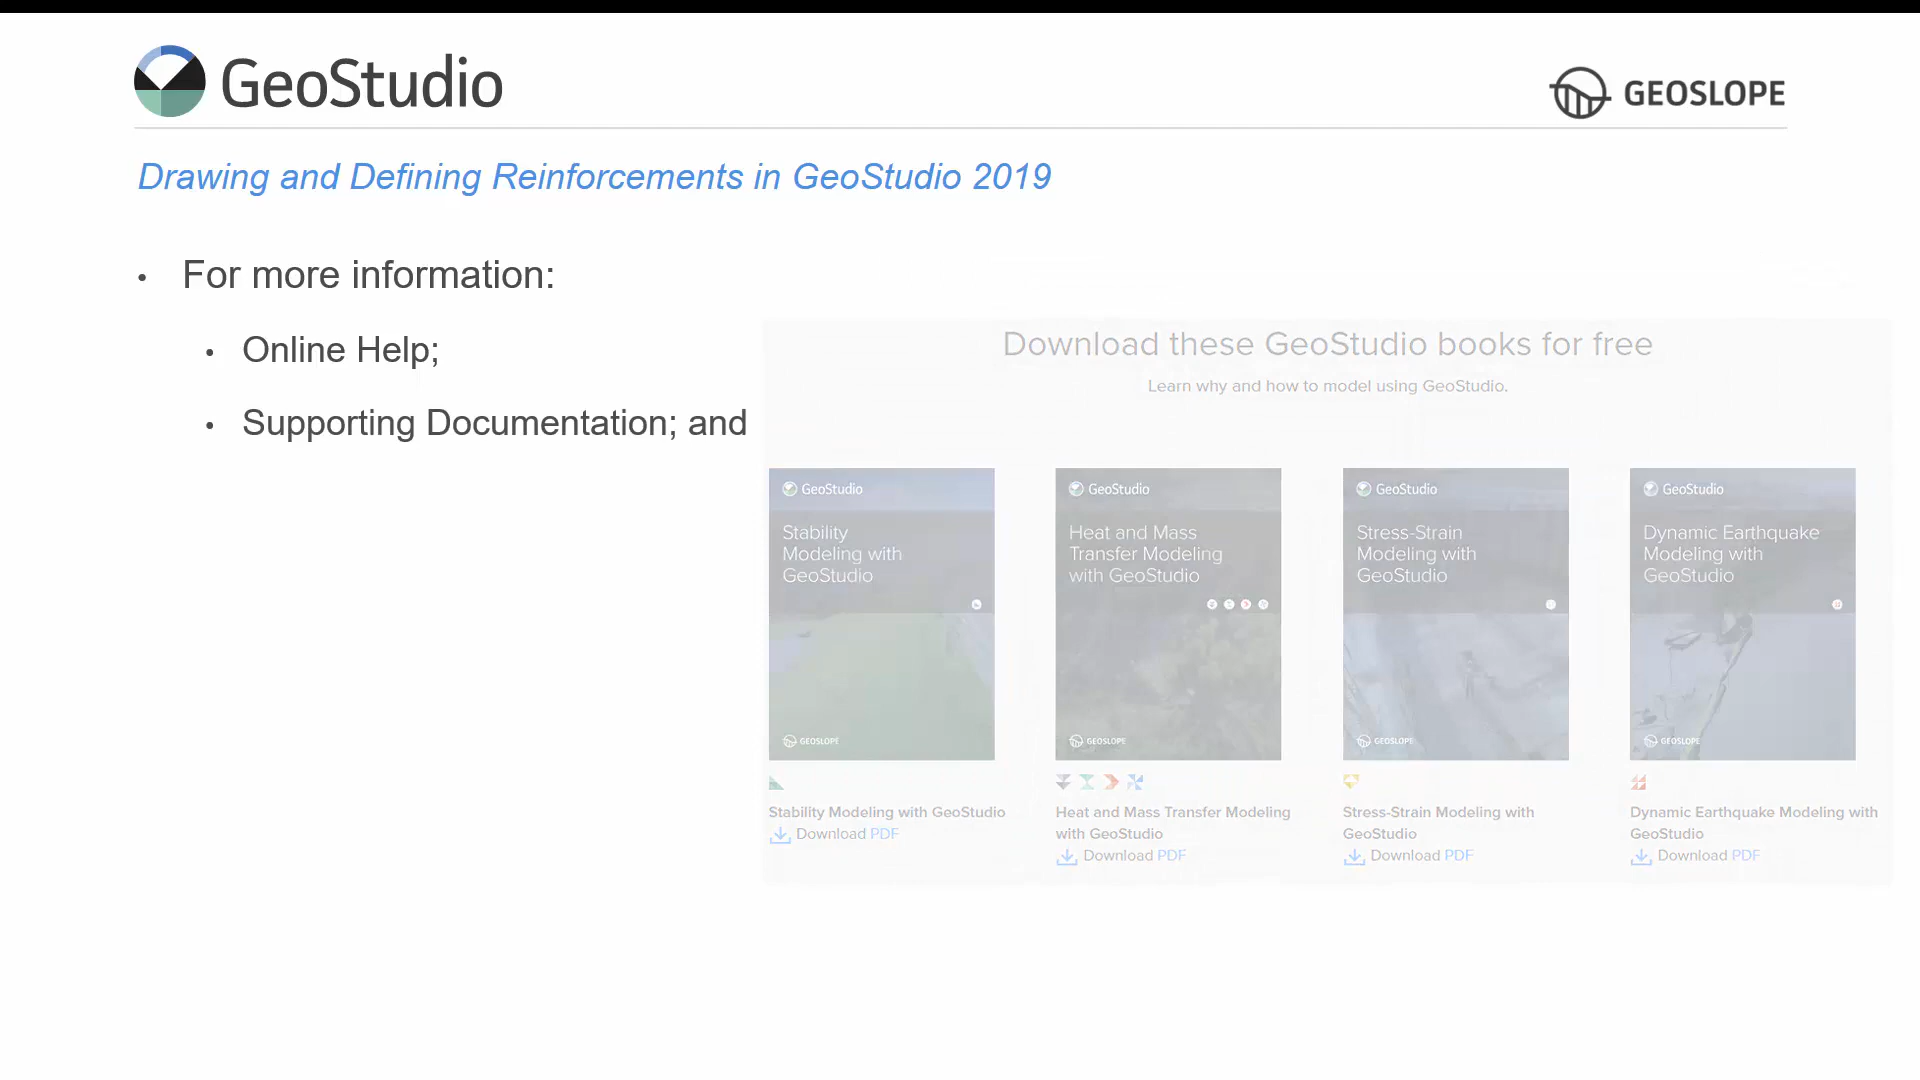 GeoStudio
GEOSLOPE
Drawing and Defining Reinforcements in GeoStudio 2019
• For more information:
• Online Help;
• Supporting Documentation; and
Download these GeoStudio books for free
Learn why and how to model using GeoStudio.
GeoStudio
Stability
Modeling with
GeoStudio
GEOSLOPE
Stability Modeling with GeoStudio
Download PDF
GeoStudio
Heat and Mass
Transfer Modeling
with GeoStudio
GEOSLOPE
Heat and Mass Transfer Modeling
with GeoStudio
Download PDF
GeoStudio
Stress-Strain
Modeling with
GeoStudio
GEOSLOPE
Stress-Strain Modeling with
GeoStudio
Download PDF
GeoStudio
Dynamic Earthquake
Modeling with
GeoStudio
GEOSLOPE
Dynamic Earthquake Modeling with
GeoStudio
Download PDF